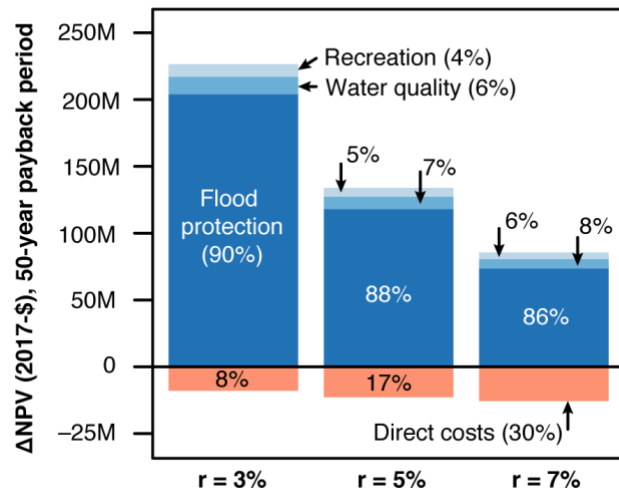 ΔNPV (2017-$), 50-year payback period
250M
200M
150M
100M
50M
0
−25M
Recreation (4%)
Water quality (6%)
Flood
protection
(90%)
8%
5%
7%
88%
17%
6%
8%
86%
Direct costs (30%)
r = 3%
r = 5%
r = 7%